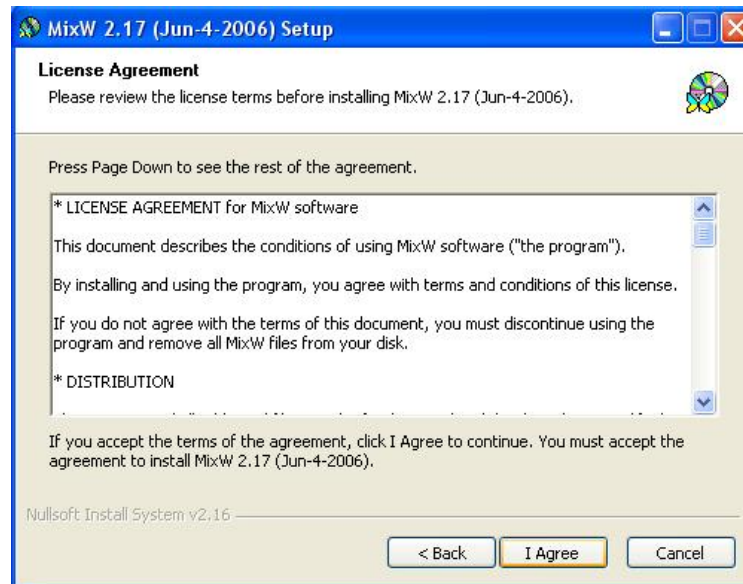 MixW 2.17 (Jun-4-2006) Setup
License Agreement
Please review the license terms before installing MixW 2.17 (Jun-4-2006).
Press Page Down to see the rest of the agreement.
* LICENSE AGREEMENT for MixW software
This document describes the conditions of using MixW software ("the program").
By installing and using the program, you agree with terms and conditions of this license.
If you do not agree with the terms of this document, you must discontinue using the
program and remove all MixW files from your disk.
* DISTRIBUTION
If you accept the terms of the agreement, click I Agree to continue. You must accept the
agreement to install MixW 2.17 (Jun-4-2006).
Nullsoft Install System v2.16
< Back I Agree Cancel